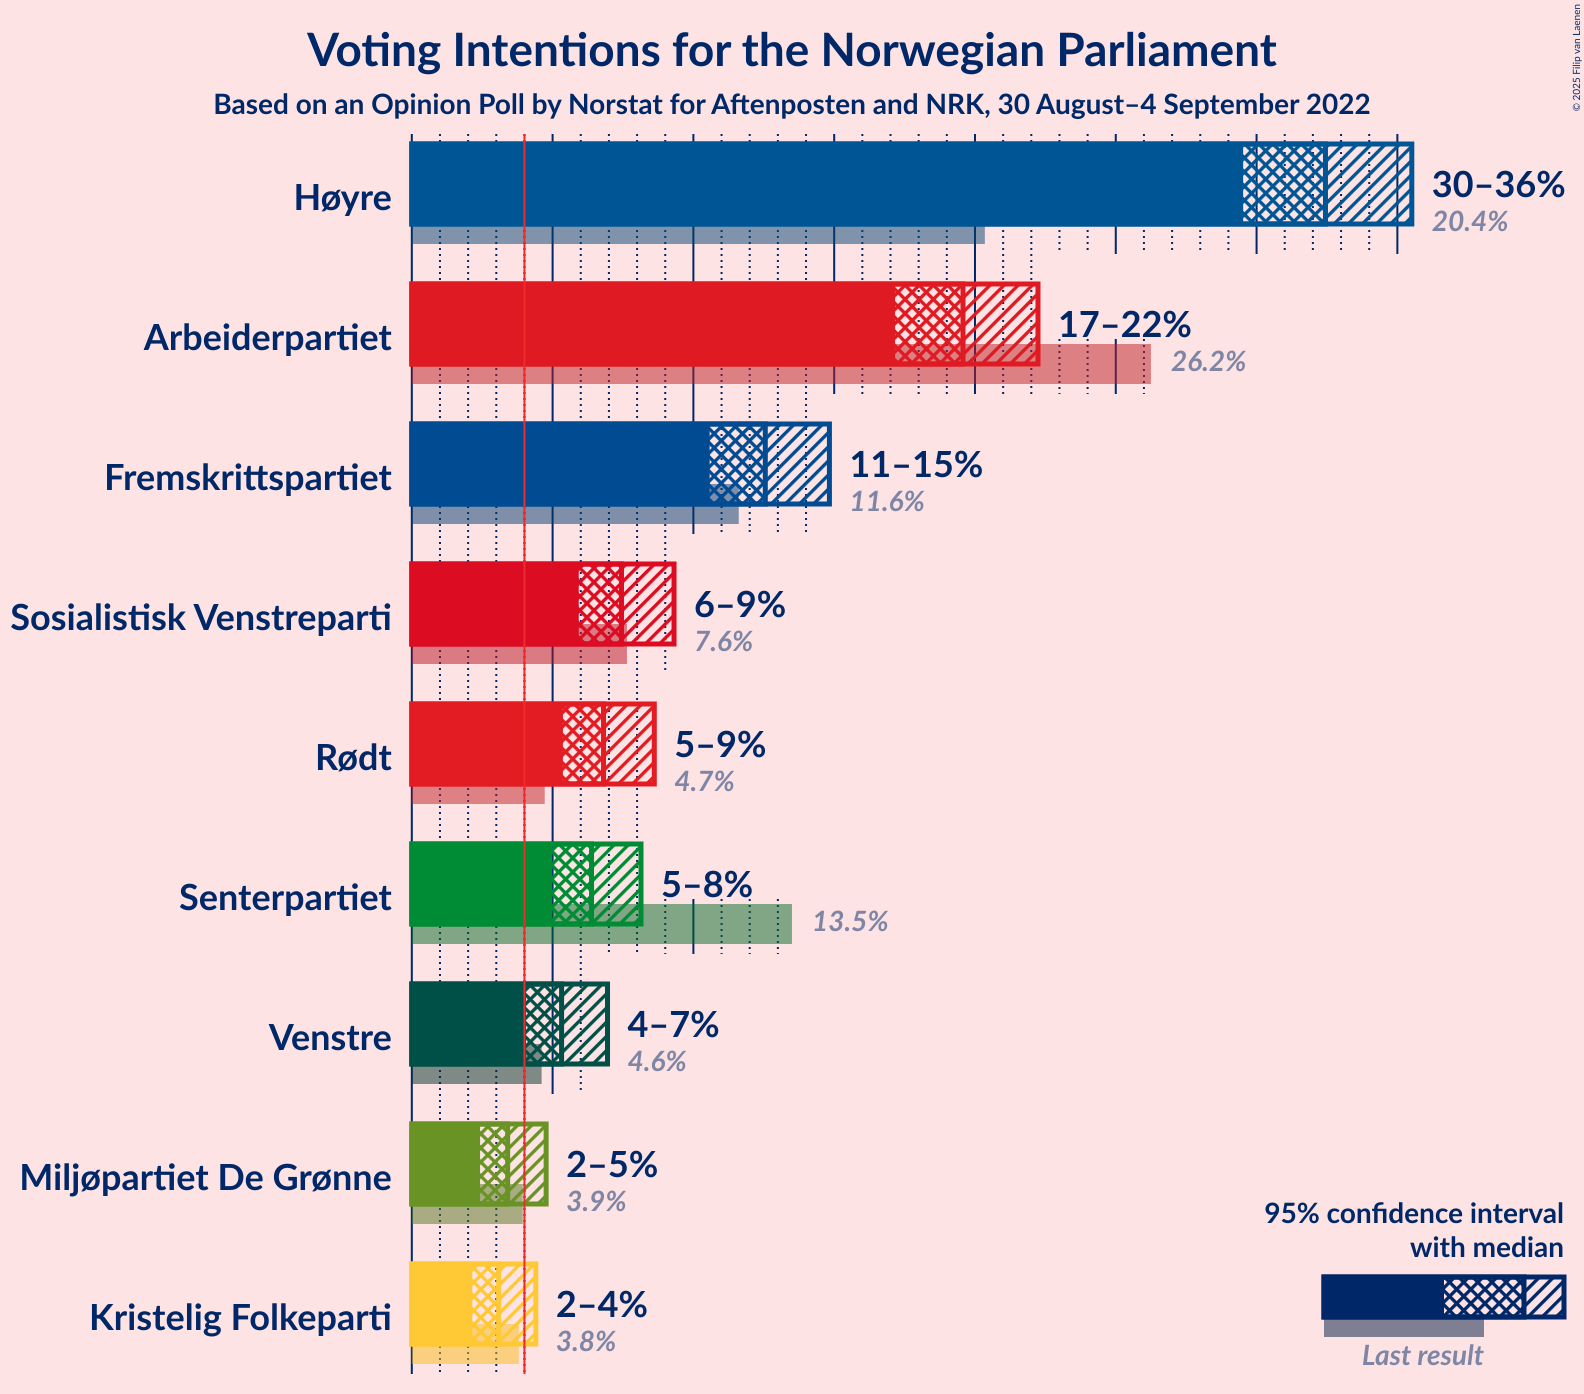 Voting Intentions for the Norwegian Parliament
Based on an Opinion Poll by Norstat for Aftenposten and NRK, 30 August–4 September 2022
© 2025 Filip van Laenen
Høyre
30–36%
20.4%
Arbeiderpartiet
17–22%
26.2%
Fremskrittspartiet
11–15%
11.6%
Sosialistisk Venstreparti
6–9%
7.6%
Rødt
5–9%
4.7%
Senterpartiet
5–8%
13.5%
Venstre
4–7%
4.6%
Miljøpartiet De Grønne
2–5%
3.9%
Kristelig Folkeparti
2–4%
3.8%
95% confidence interval
with median
Last result